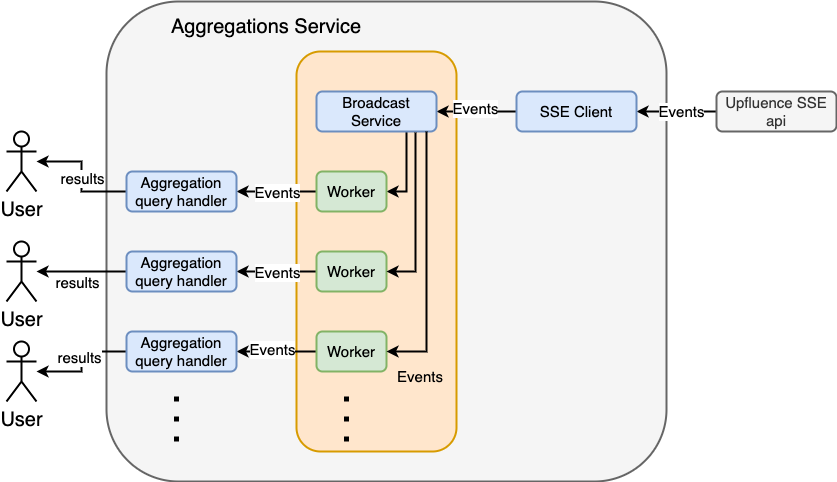 Aggregations Service
Broadcast
Service
Events
SSE Client
Events
Upfluence SSE
api
User
results
Aggregation
query handler
Events
Worker
User
results
Aggregation
query handler
Events
Worker
User
results
Aggregation
query handler
Events
Worker
Events